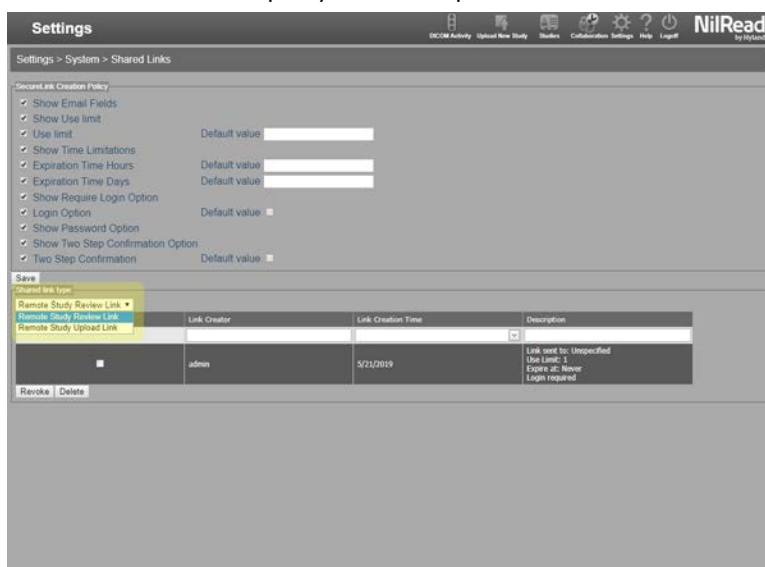 Settings
DICOM Activity Upload New Study Studies Collaboration Settings Help Logoff
NilRead
by Hyland
Settings > System > Shared Links
SecureLink Creation Policy
Show Email Fields
Show Use limit
Use limit Default value
Show Time Limitations
Expiration Time Hours Default value
Expiration Time Days Default value
Show Require Login Option
Login Option Default value
Show Password Option
Show Two Step Confirmation Option
Two Step Confirmation Default value
Save
Shared link type
Remote Study Review Link
Remote Study Review Link
Remote Study Upload Link
Link Creator Link Creation Time Description
admin 5/21/2019
Link sent to: Unspecified
Use Limit: 1
Expire at: Never
Login required
Revoke Delete